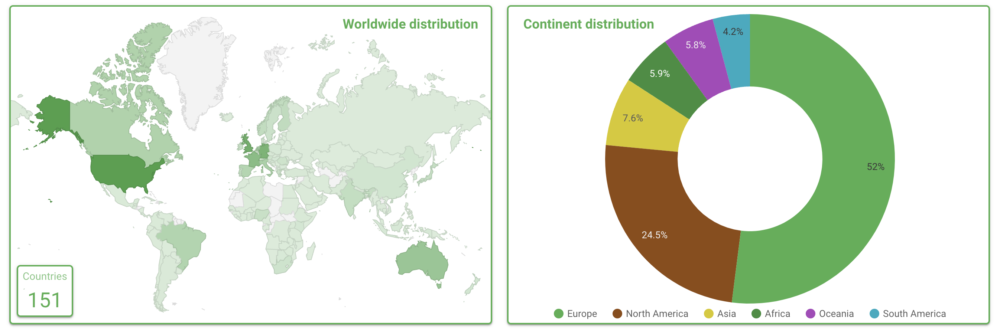 Worldwide distribution
Countries
151
Continent distribution
4.2%
5.8%
5.9%
7.6%
52%
24.5%
Europe North America Asia Africa Oceania South America